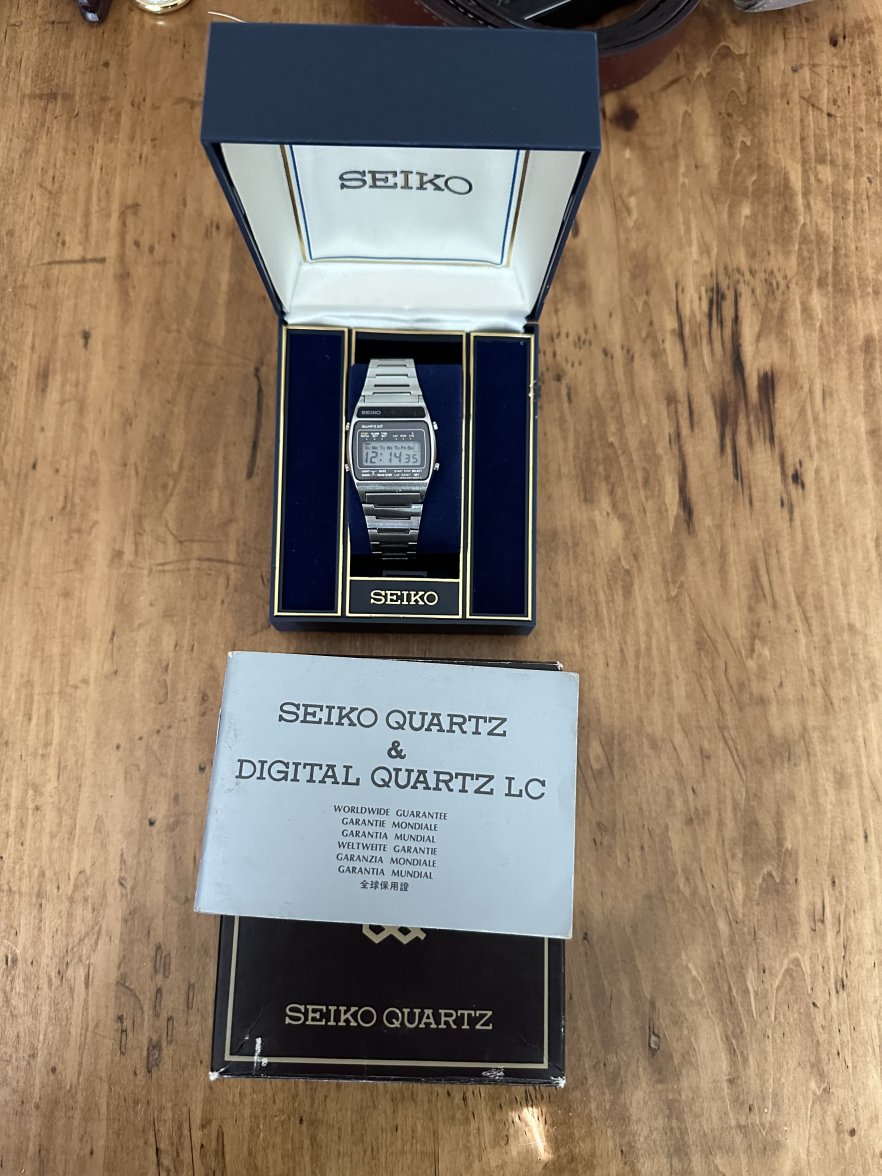 SEIKO
SEIKO
QUARTZ LC
Su Mo Tu We Th Fr Sa
12:14 35
SEIKO
SEIKO QUARTZ
&
DIGITAL QUARTZ LC
WORLDWIDE GUARANTEE
GARANTIE MONDIALE
GARANTIA MUNDIAL
WELTWEITE GARANTIE
GARANZIA MONDIALE
GARANTIA MUNDIAL
全球保用證
SEIKO QUARTZ